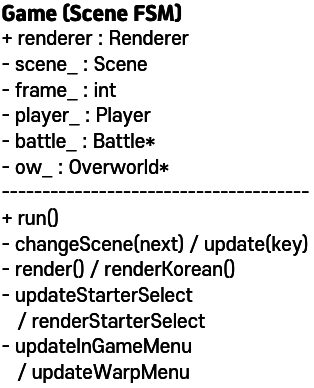 Game (Scene FSM)
+ renderer : Renderer
- scene_ : Scene
- frame_ : int
- player_ : Player
- battle_ : Battle*
- ow_ : Overworld*
--------------------------------------
+ run()
- changeScene(next) / update(key)
- render() / renderKorean()
- updateStarterSelect
/ renderStarterSelect
- updateInGameMenu
/ updateWarpMenu